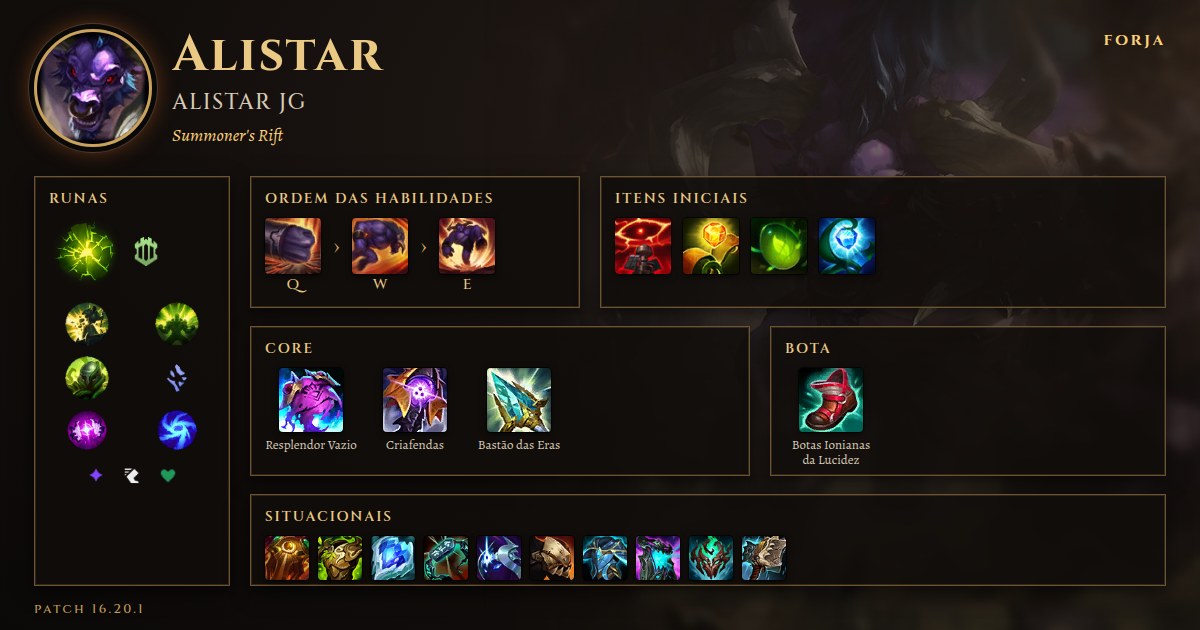 ALISTAR
ALISTAR JG
Summoner's Rift
FORJA
RUNAS
ORDEM DAS HABILIDADES
Q › W › E
ITENS INICIAIS
CORE
Resplendor Vazio
Criafendas
Bastão das Eras
BOTA
Botas Ionianas
da Lucidez
SITUACIONAIS
PATCH 16.20.1